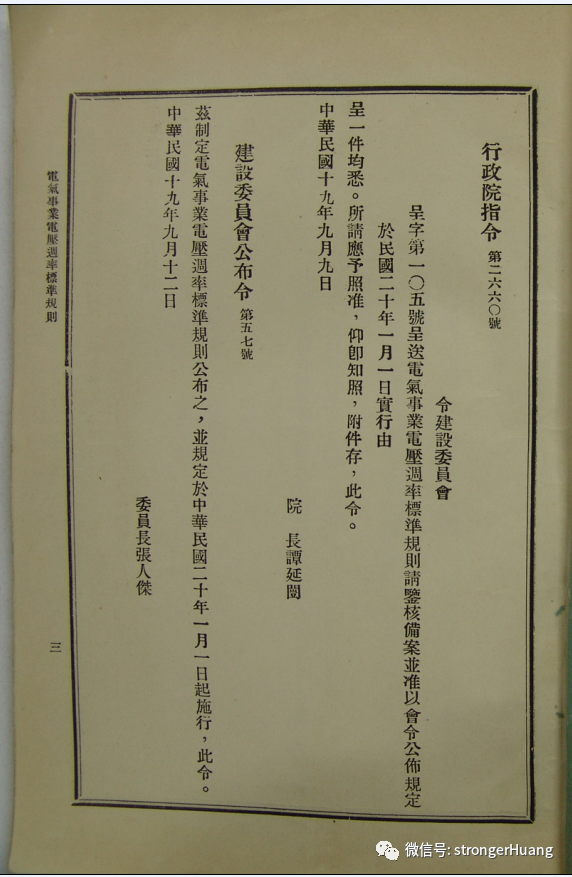 行政院指令 第二六六〇號
令建設委員會
呈字第一〇五號呈送電氣事業電壓週率標準規則請鑒核備案並准以會令公佈規定
於民國二十年一月一日實行由
呈一件均悉。所請應予照准，仰卽知照，附件存，此令。
中華民國十九年九月九日
院 長譚延闓
建設委員會公布令 第五七號
茲制定電氣事業電壓週率標準規則公布之，並規定於中華民國二十年一月一日起施行，此令。
中華民國十九年九月十二日
委員長張人傑
電氣事業電壓週率標準規則
三
微信号: strongerHuang